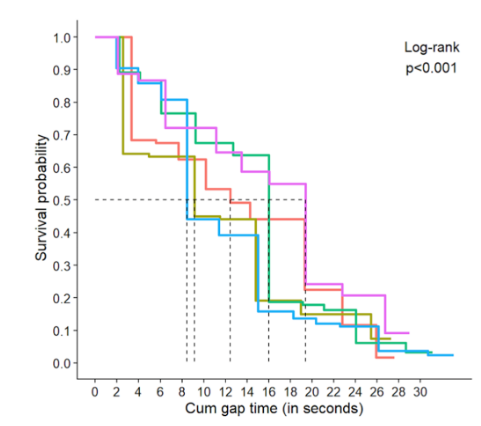 Log-rank
p<0.001
Survival probability
1.0
0.9
0.8
0.7
0.6
0.5
0.4
0.3
0.2
0.1
0.0
0 2 4 6 8 10 12 14 16 18 20 22 24 26 28 30
Cum gap time (in seconds)